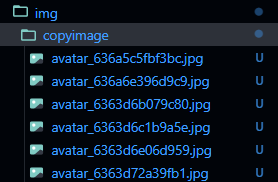 img
copyimage
avatar_636a5c5fbf3bc.jpg U
avatar_636a6e396d9c9.jpg U
avatar_6363d6b079c80.jpg U
avatar_6363d6c1b9a5e.jpg U
avatar_6363d6e06d959.jpg U
avatar_6363d72a39fb1.jpg U